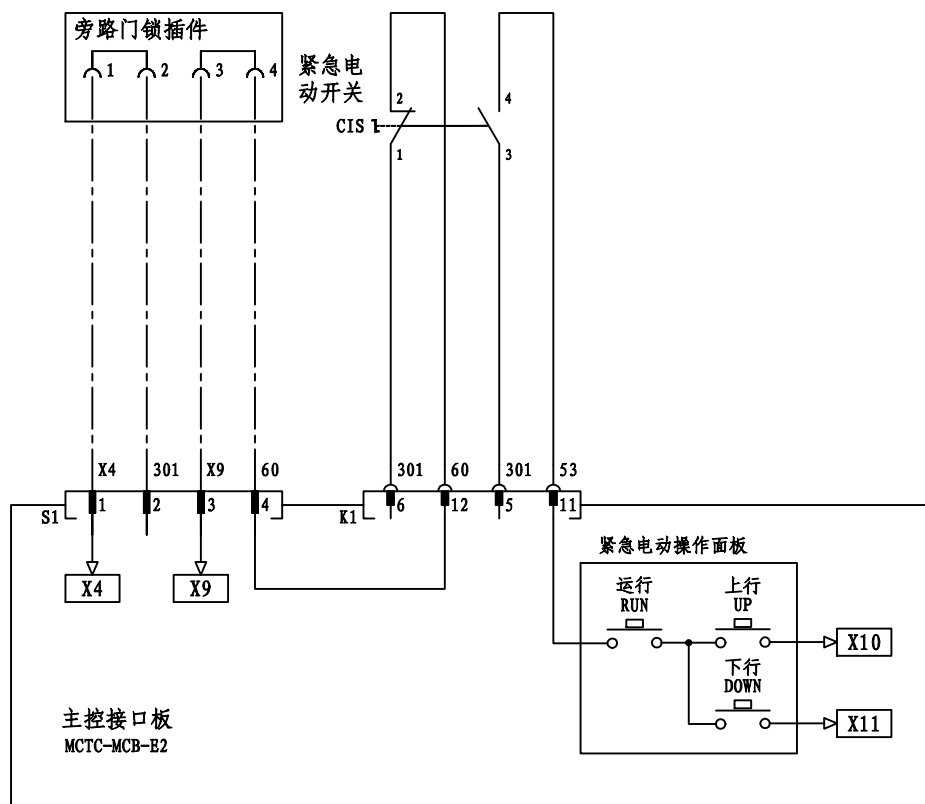 旁路门锁插件
1 2 3 4
紧急电
动开关
2 4
CIS
1 3
X4 301 X9 60
301 60 301 53
S1 1 2 3 4
K1 6 12 5 11
X4 X9
紧急电动操作面板
运行
RUN
上行
UP
X10
下行
DOWN
X11
主控接口板
MCTC-MCB-E2